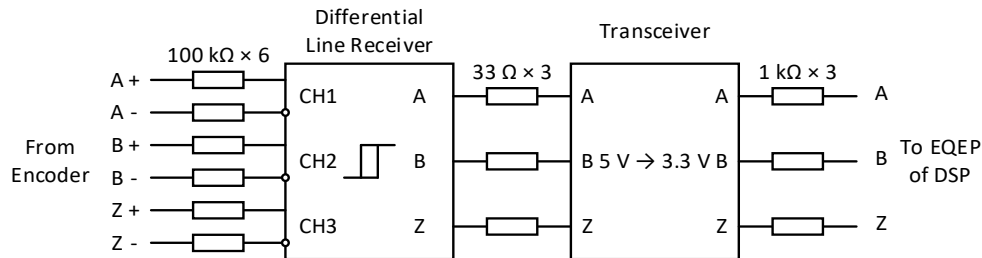 Differential
Line Receiver
Transceiver
100 kΩ × 6
33 Ω × 3
1 kΩ × 3
From
Encoder
A +
A -
B +
B -
Z +
Z -
CH1
CH2
CH3
A
B
Z
A
B 5 V → 3.3 V B
Z
A
Z
A
B
Z
To EQEP
of DSP